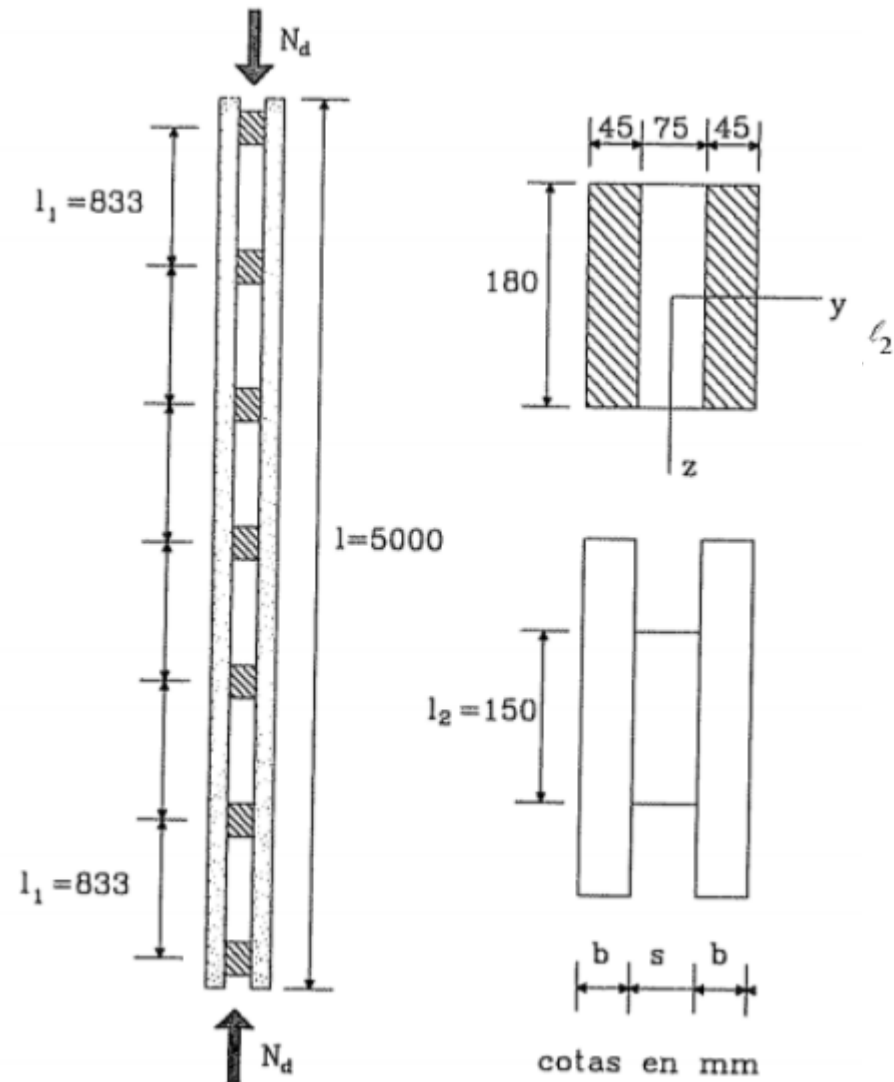 N_d
l_1 = 833
l = 5000
l_1 = 833
N_d
45 75 45
180
y
z
ℓ_2
l_2 = 150
b s b
cotas en mm